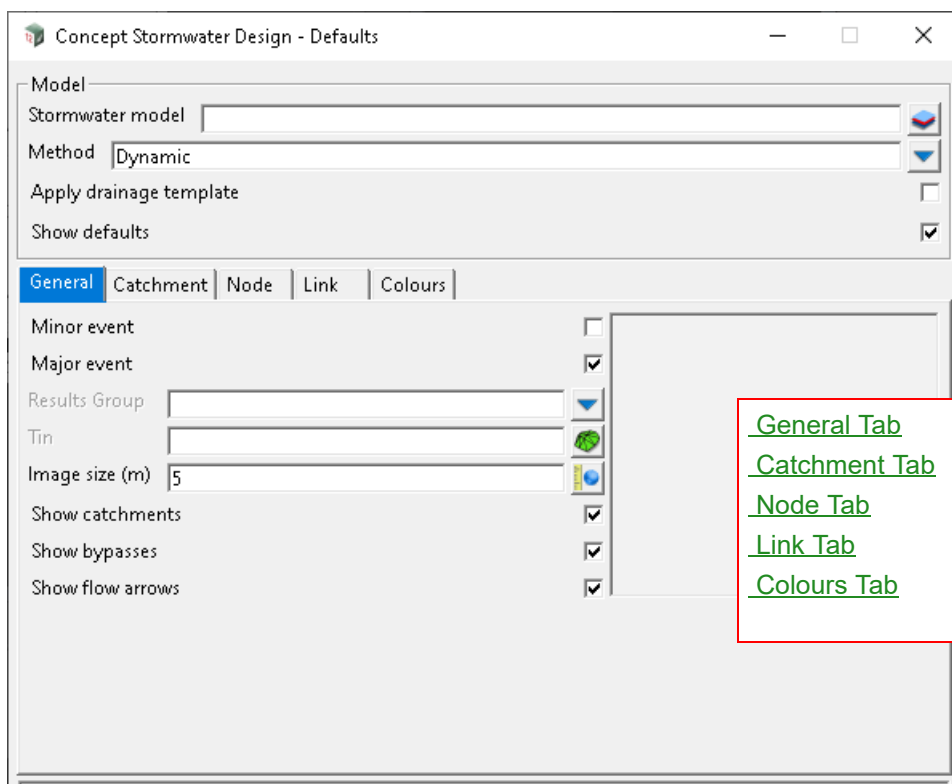 Concept Stormwater Design - Defaults
Model
Stormwater model
Method Dynamic
Apply drainage template
Show defaults
General Catchment Node Link Colours
Minor event
Major event
Results Group
Tin
Image size (m) 5
Show catchments
Show bypasses
Show flow arrows
General Tab
Catchment Tab
Node Tab
Link Tab
Colours Tab